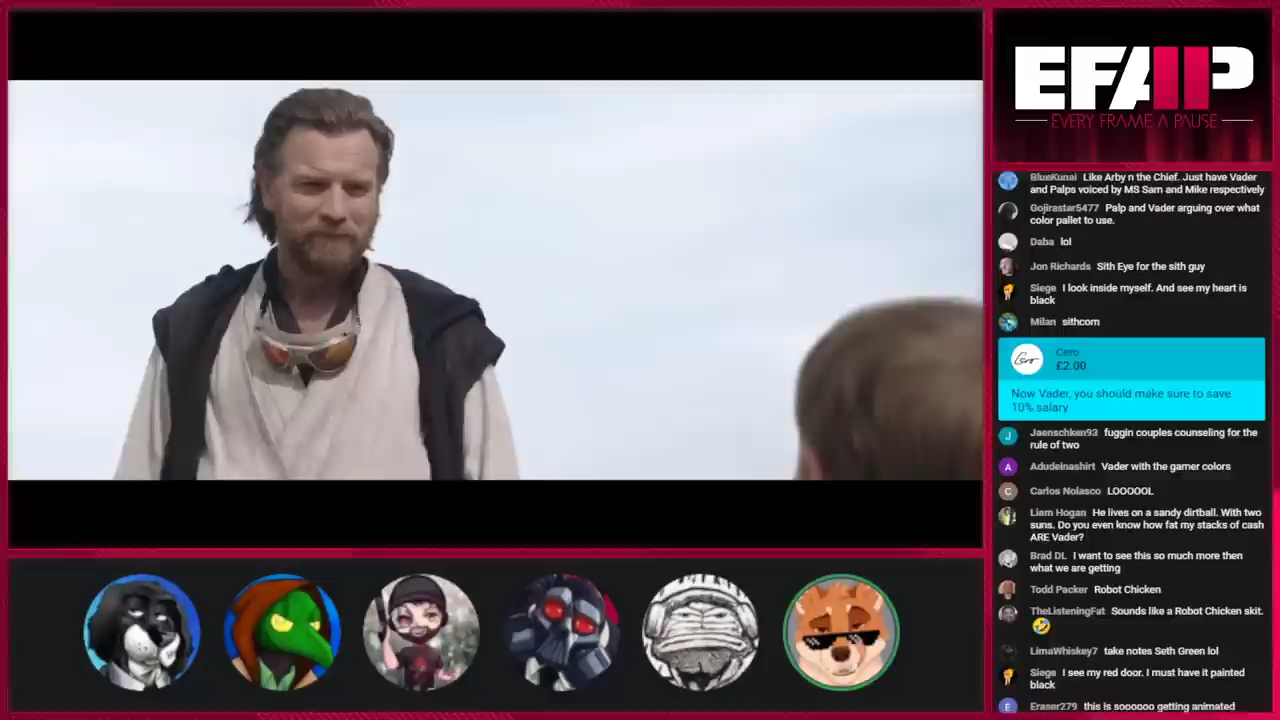 EFAP
EVERY FRAME A PAUSE
BlueKunai Like Arby n the Chief. Just have Vader
and Palps voiced by MS Sam and Mike respectively
Gojirastar5477 Palp and Vader arguing over what
color pallet to use.
Daba lol
Jon Richards Sith Eye for the sith guy
Siege I look inside myself. And see my heart is
black
Milan sithcom
Cero
Cero
£2.00
Now Vader, you should make sure to save
10% salary
J
Jaenschken93 fuggin couples counseling for the
rule of two
A
Adudeinashirt Vader with the gamer colors
C
Carlos Nolasco LOOOOOL
Liam Hogan He lives on a sandy dirtball. With two
suns. Do you even know how fat my stacks of cash
ARE Vader?
Brad DL I want to see this so much more then
what we are getting
Todd Packer Robot Chicken
TheListeningFat Sounds like a Robot Chicken skit.
🤣
LimaWhiskey7 take notes Seth Green lol
Siege I see my red door. I must have it painted
black
E
Eraser279 this is soooooo getting animated